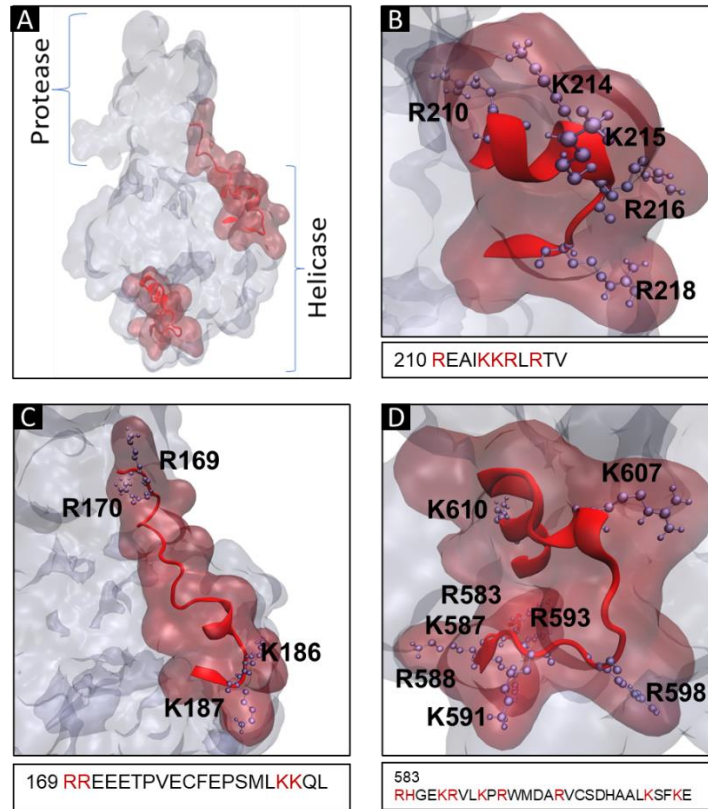 A
Protease
Helicase
B
K214
R210
K215
R216
R218
210 REAIKKRLRTV
C
R169
R170
K186
K187
169 RREEETPVECFEPSMLKKQL
D
K607
K610
R583
R593
K587
R588
R598
K591
583
RHGEKRVLKPRWMDARVCSDHAALKSFKE